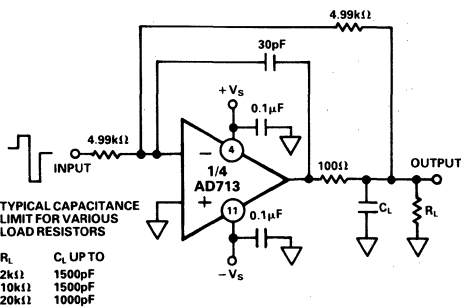 4.99kΩ
30pF
+VS
0.1μF
4.99kΩ
INPUT
−
4
1/4
AD713
+
11
100Ω
OUTPUT
CL
RL
0.1μF
−VS
TYPICAL CAPACITANCE
LIMIT FOR VARIOUS
LOAD RESISTORS
RL CL UP TO
2kΩ 1500pF
10kΩ 1500pF
20kΩ 1000pF